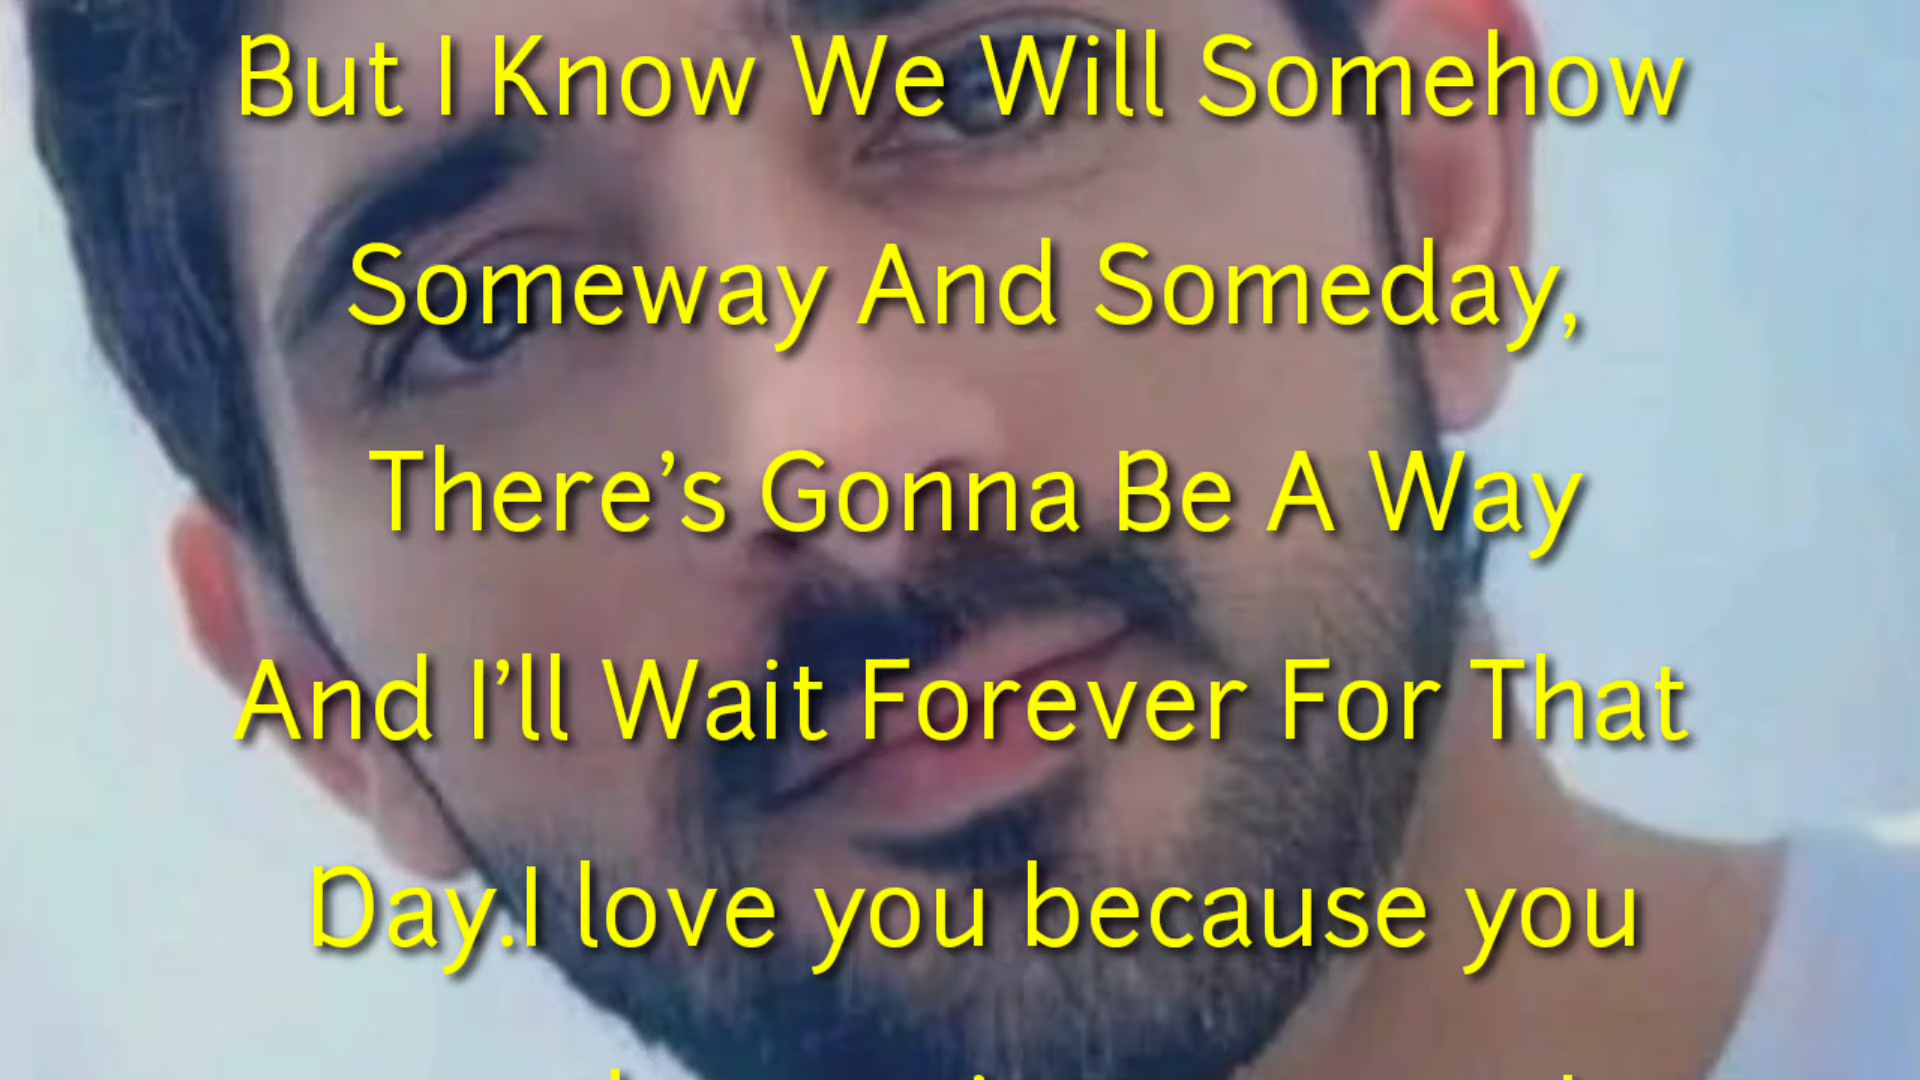 But I Know We Will Somehow
Someway And Someday,
There’s Gonna Be A Way
And I’ll Wait Forever For That
Day.I love you because you